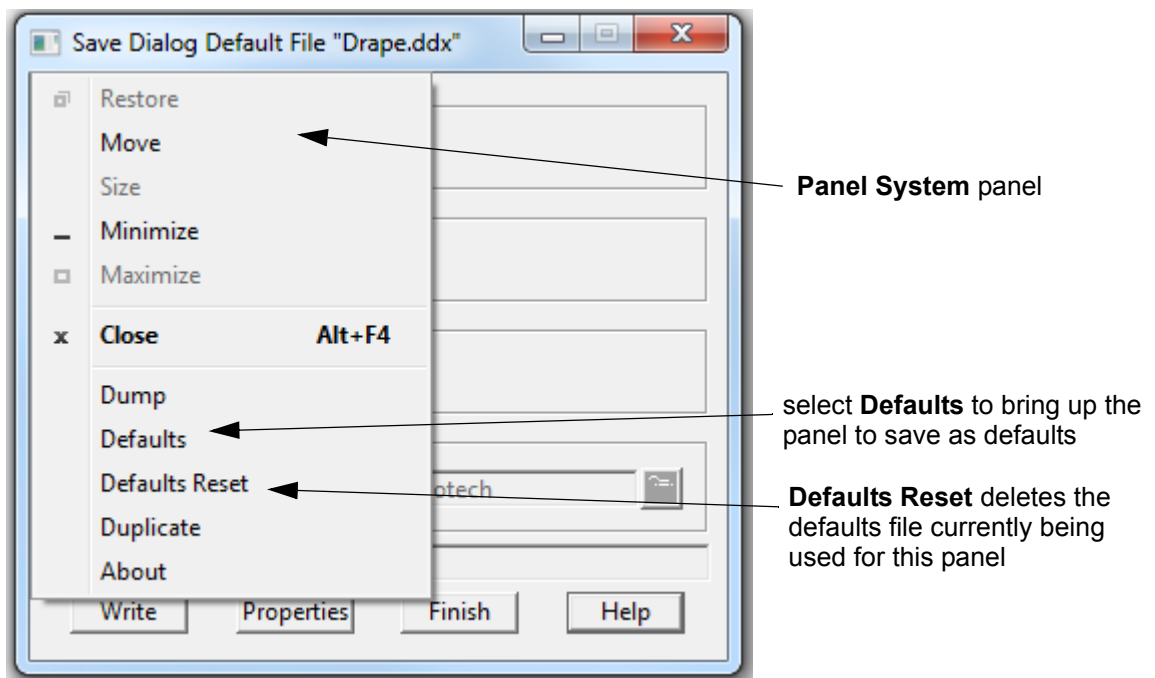 Save Dialog Default File "Drape.ddx"
Restore
Move
Size
Minimize
Maximize
Close Alt+F4
Dump
Defaults
Defaults Reset
Duplicate
About
otech
Write Properties Finish Help
Panel System panel
select Defaults to bring up the
panel to save as defaults
Defaults Reset deletes the
defaults file currently being
used for this panel